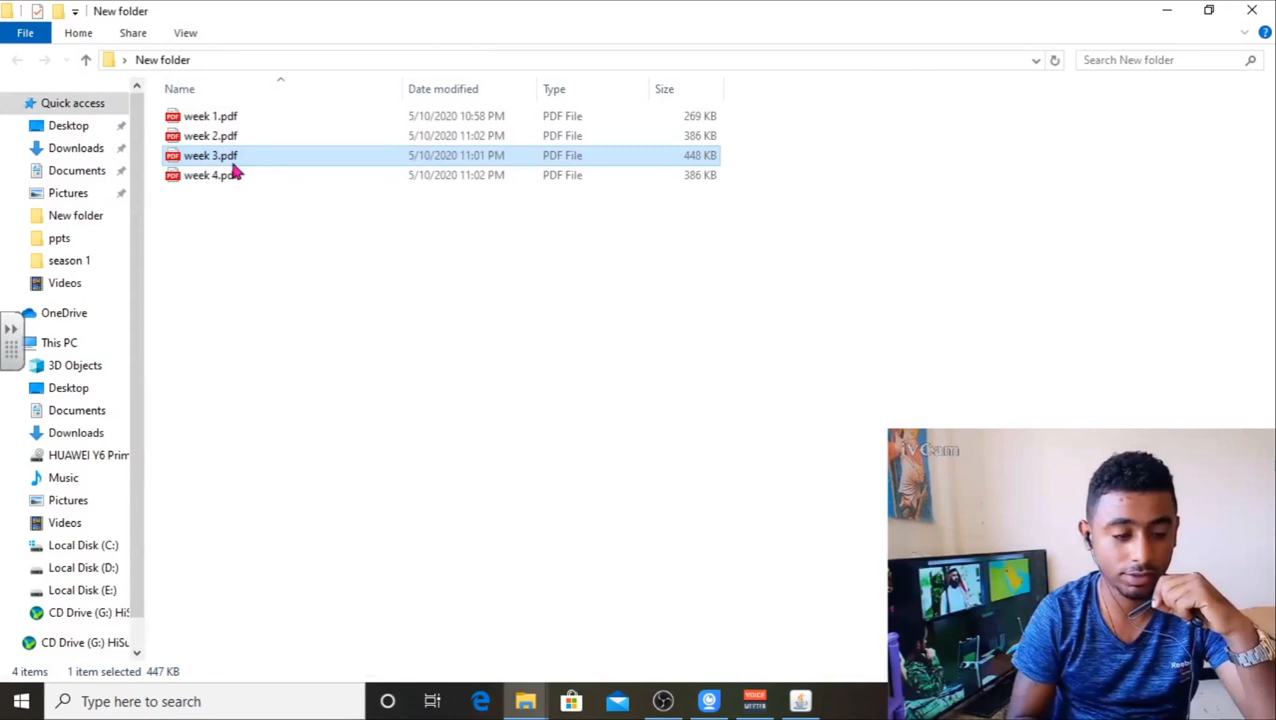 New folder
File Home Share View
New folder
Search New folder
Name Date modified Type Size
week 1.pdf 5/10/2020 10:58 PM PDF File 269 KB
week 2.pdf 5/10/2020 11:02 PM PDF File 386 KB
week 3.pdf 5/10/2020 11:01 PM PDF File 448 KB
week 4.pdf 5/10/2020 11:02 PM PDF File 386 KB
Quick access
Desktop
Downloads
Documents
Pictures
New folder
ppts
season 1
Videos
OneDrive
This PC
3D Objects
Desktop
Documents
Downloads
HUAWEI Y6 Prim
Music
Pictures
Videos
Local Disk (C:)
Local Disk (D:)
Local Disk (E:)
CD Drive (G:) HiSu
CD Drive (G:) HiSu
4 items 1 item selected 447 KB
Type here to search
VOICE
MEETER
iVCam
Reebok